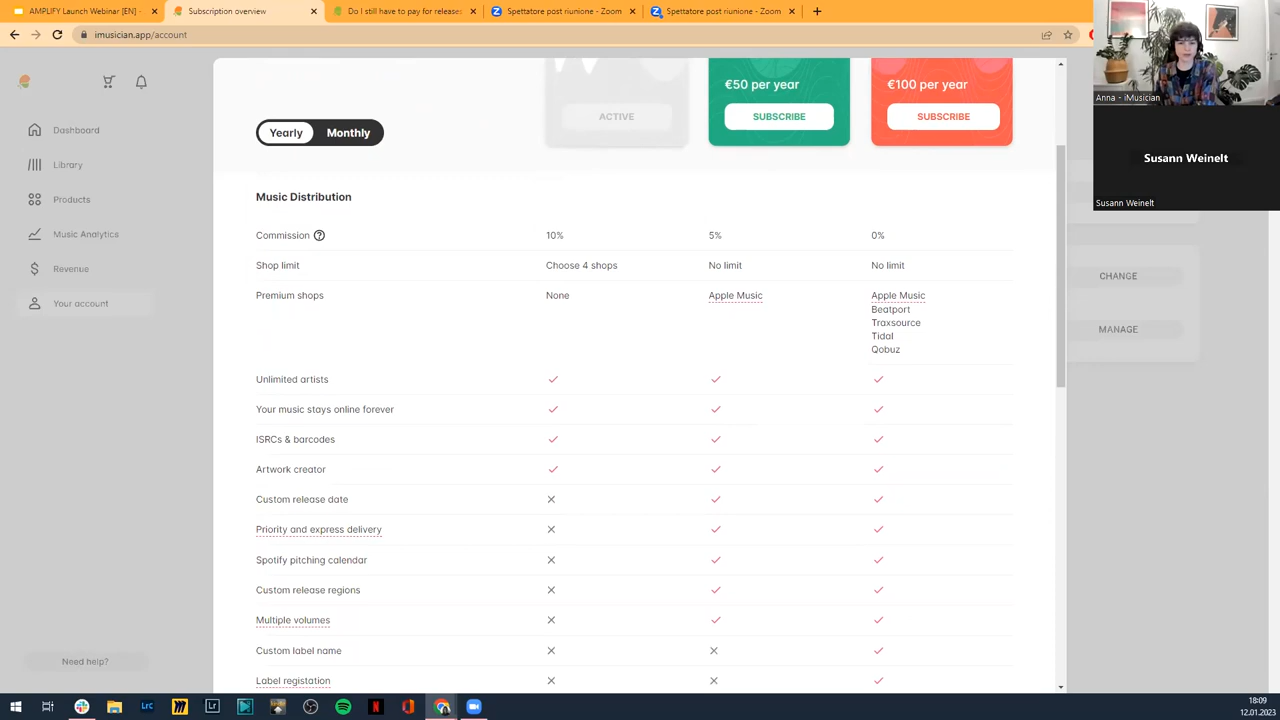 AMPLIFY Launch Webinar [EN] -
Subscription overview
Do I still have to pay for releases
Spettatore post riunione - Zoom
Spettatore post riunione - Zoom
imusician.app/account
Anna - iMusician
Susann Weinelt
Susann Weinelt
Dashboard
Library
Products
Music Analytics
Revenue
Your account
Need help?
€50 per year
€100 per year
ACTIVE
SUBSCRIBE
SUBSCRIBE
Yearly
Monthly
Music Distribution
Commission 10% 5% 0%
Shop limit Choose 4 shops No limit No limit
Premium shops None Apple Music Apple Music
Beatport
Traxsource
Tidal
Qobuz
Unlimited artists
Your music stays online forever
ISRCs & barcodes
Artwork creator
Custom release date
Priority and express delivery
Spotify pitching calendar
Custom release regions
Multiple volumes
Custom label name
Label registation
CHANGE
MANAGE
Lrc
Lr
18:09
12.01.2023